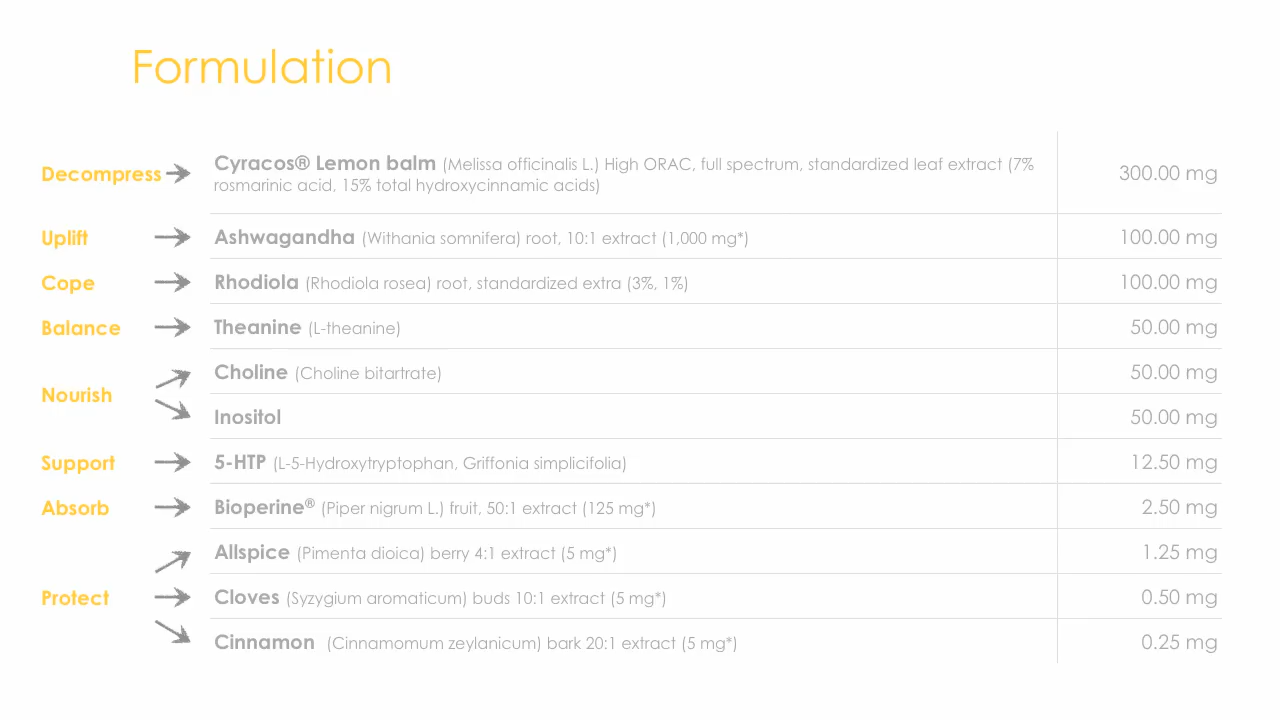 Formulation
Decompress Cyracos® Lemon balm (Melissa officinalis L.) High ORAC, full spectrum, standardized leaf extract (7%
rosmarinic acid, 15% total hydroxycinnamic acids) 300.00 mg
Uplift Ashwagandha (Withania somnifera) root, 10:1 extract (1,000 mg*) 100.00 mg
Cope Rhodiola (Rhodiola rosea) root, standardized extra (3%, 1%) 100.00 mg
Balance Theanine (L-theanine) 50.00 mg
Nourish
Choline (Choline bitartrate) 50.00 mg
Inositol 50.00 mg
Support 5-HTP (L-5-Hydroxytryptophan, Griffonia simplicifolia) 12.50 mg
Absorb Bioperine® (Piper nigrum L.) fruit, 50:1 extract (125 mg*) 2.50 mg
Allspice (Pimenta dioica) berry 4:1 extract (5 mg*) 1.25 mg
Protect Cloves (Syzygium aromaticum) buds 10:1 extract (5 mg*) 0.50 mg
Cinnamon (Cinnamomum zeylanicum) bark 20:1 extract (5 mg*) 0.25 mg